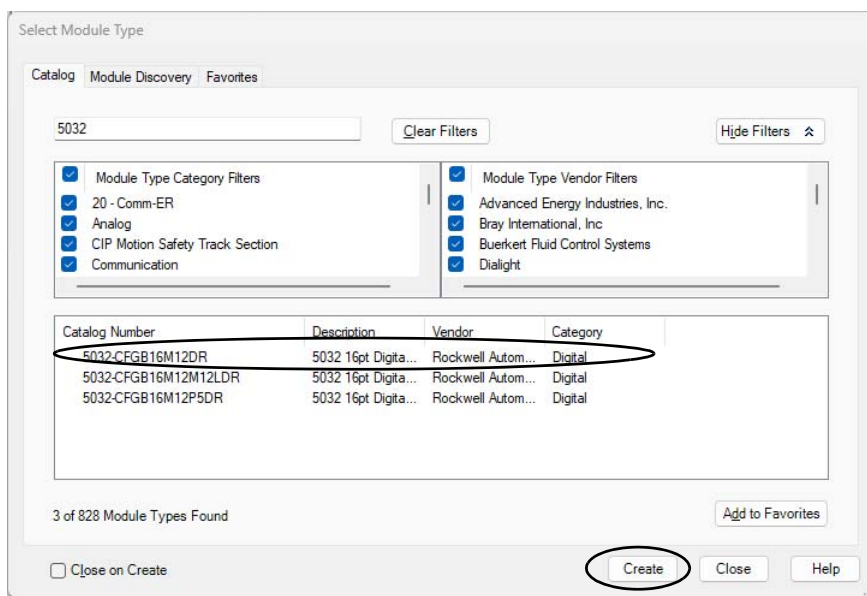 Select Module Type
Catalog Module Discovery Favorites
5032 Clear Filters Hide Filters
Module Type Category Filters
20 - Comm-ER
Analog
CIP Motion Safety Track Section
Communication
Module Type Vendor Filters
Advanced Energy Industries, Inc.
Bray International, Inc
Buerkert Fluid Control Systems
Dialight
Catalog Number Description Vendor Category
5032-CFGB16M12DR 5032 16pt Digita... Rockwell Autom... Digital
5032-CFGB16M12M12LDR 5032 16pt Digita... Rockwell Autom... Digital
5032-CFGB16M12P5DR 5032 16pt Digita... Rockwell Autom... Digital
3 of 828 Module Types Found Add to Favorites
Close on Create Create Close Help